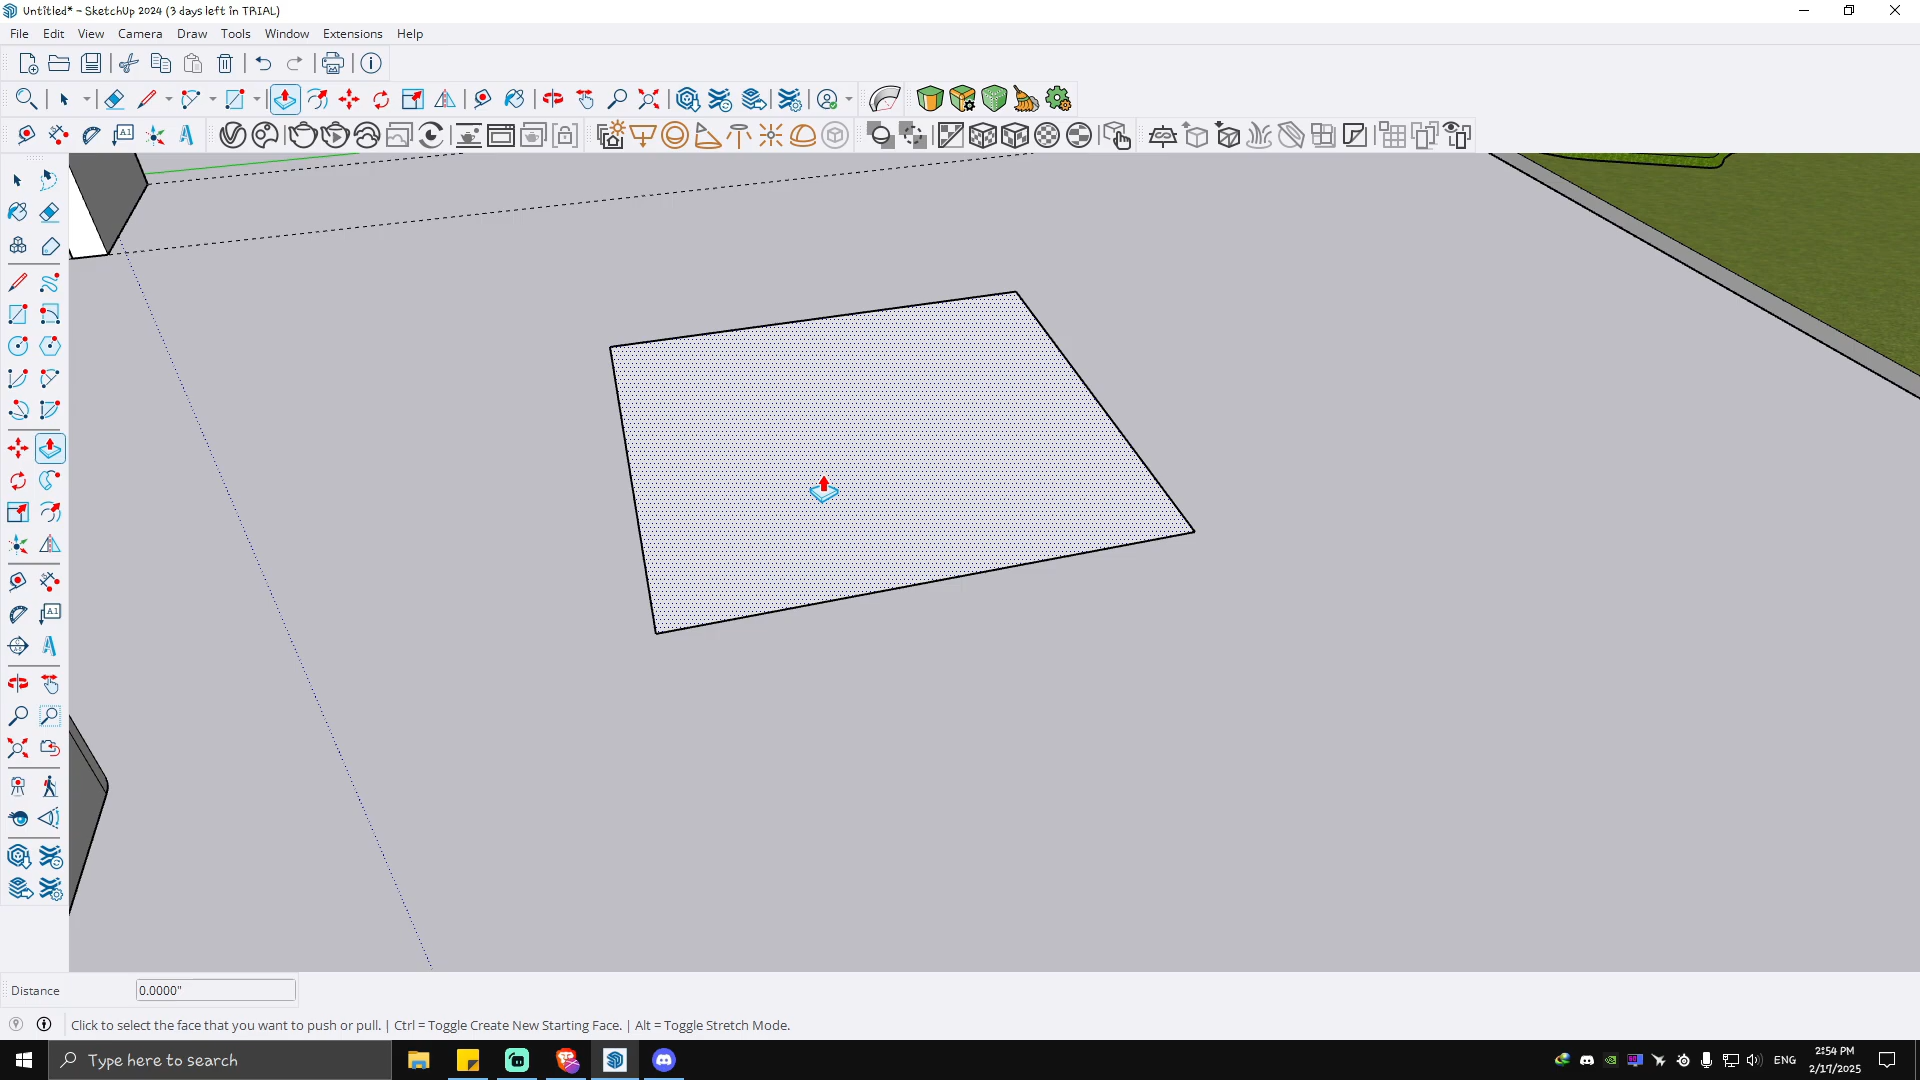 Untitled* - SketchUp 2024 (3 days left in TRIAL)
File Edit View Camera Draw Tools Window Extensions Help
A1
A1
Distance 0.0000"
Click to select the face that you want to push or pull. | Ctrl = Toggle Create New Starting Face. | Alt = Toggle Stretch Mode.
Type here to search
ENG
2:54 PM
2/17/2025